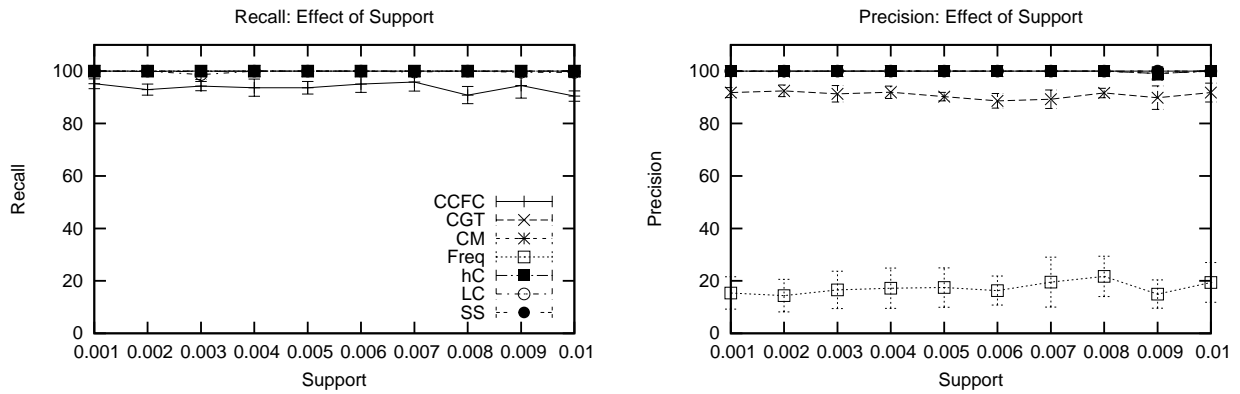 Recall: Effect of Support
100
80
60
40
20
0
Recall
CCFC
CGT
CM
Freq
hC
LC
SS
0.001 0.002 0.003 0.004 0.005 0.006 0.007 0.008 0.009 0.01
Support
Precision: Effect of Support
100
80
60
40
20
0
Precision
0.001 0.002 0.003 0.004 0.005 0.006 0.007 0.008 0.009 0.01
Support